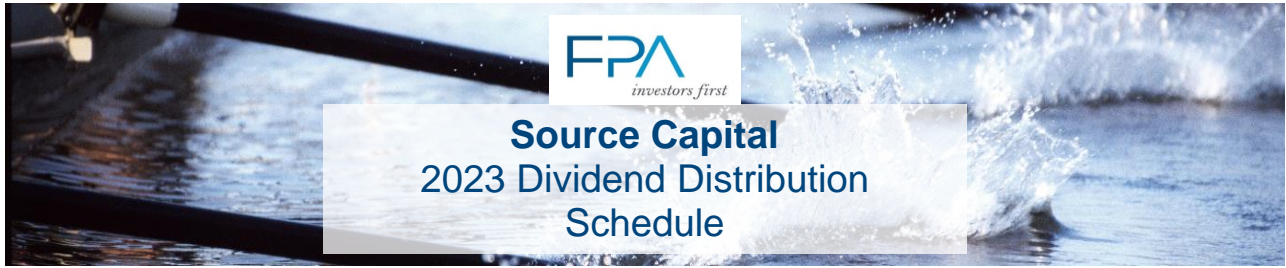 FPA
investors first
Source Capital
2023 Dividend Distribution
Schedule